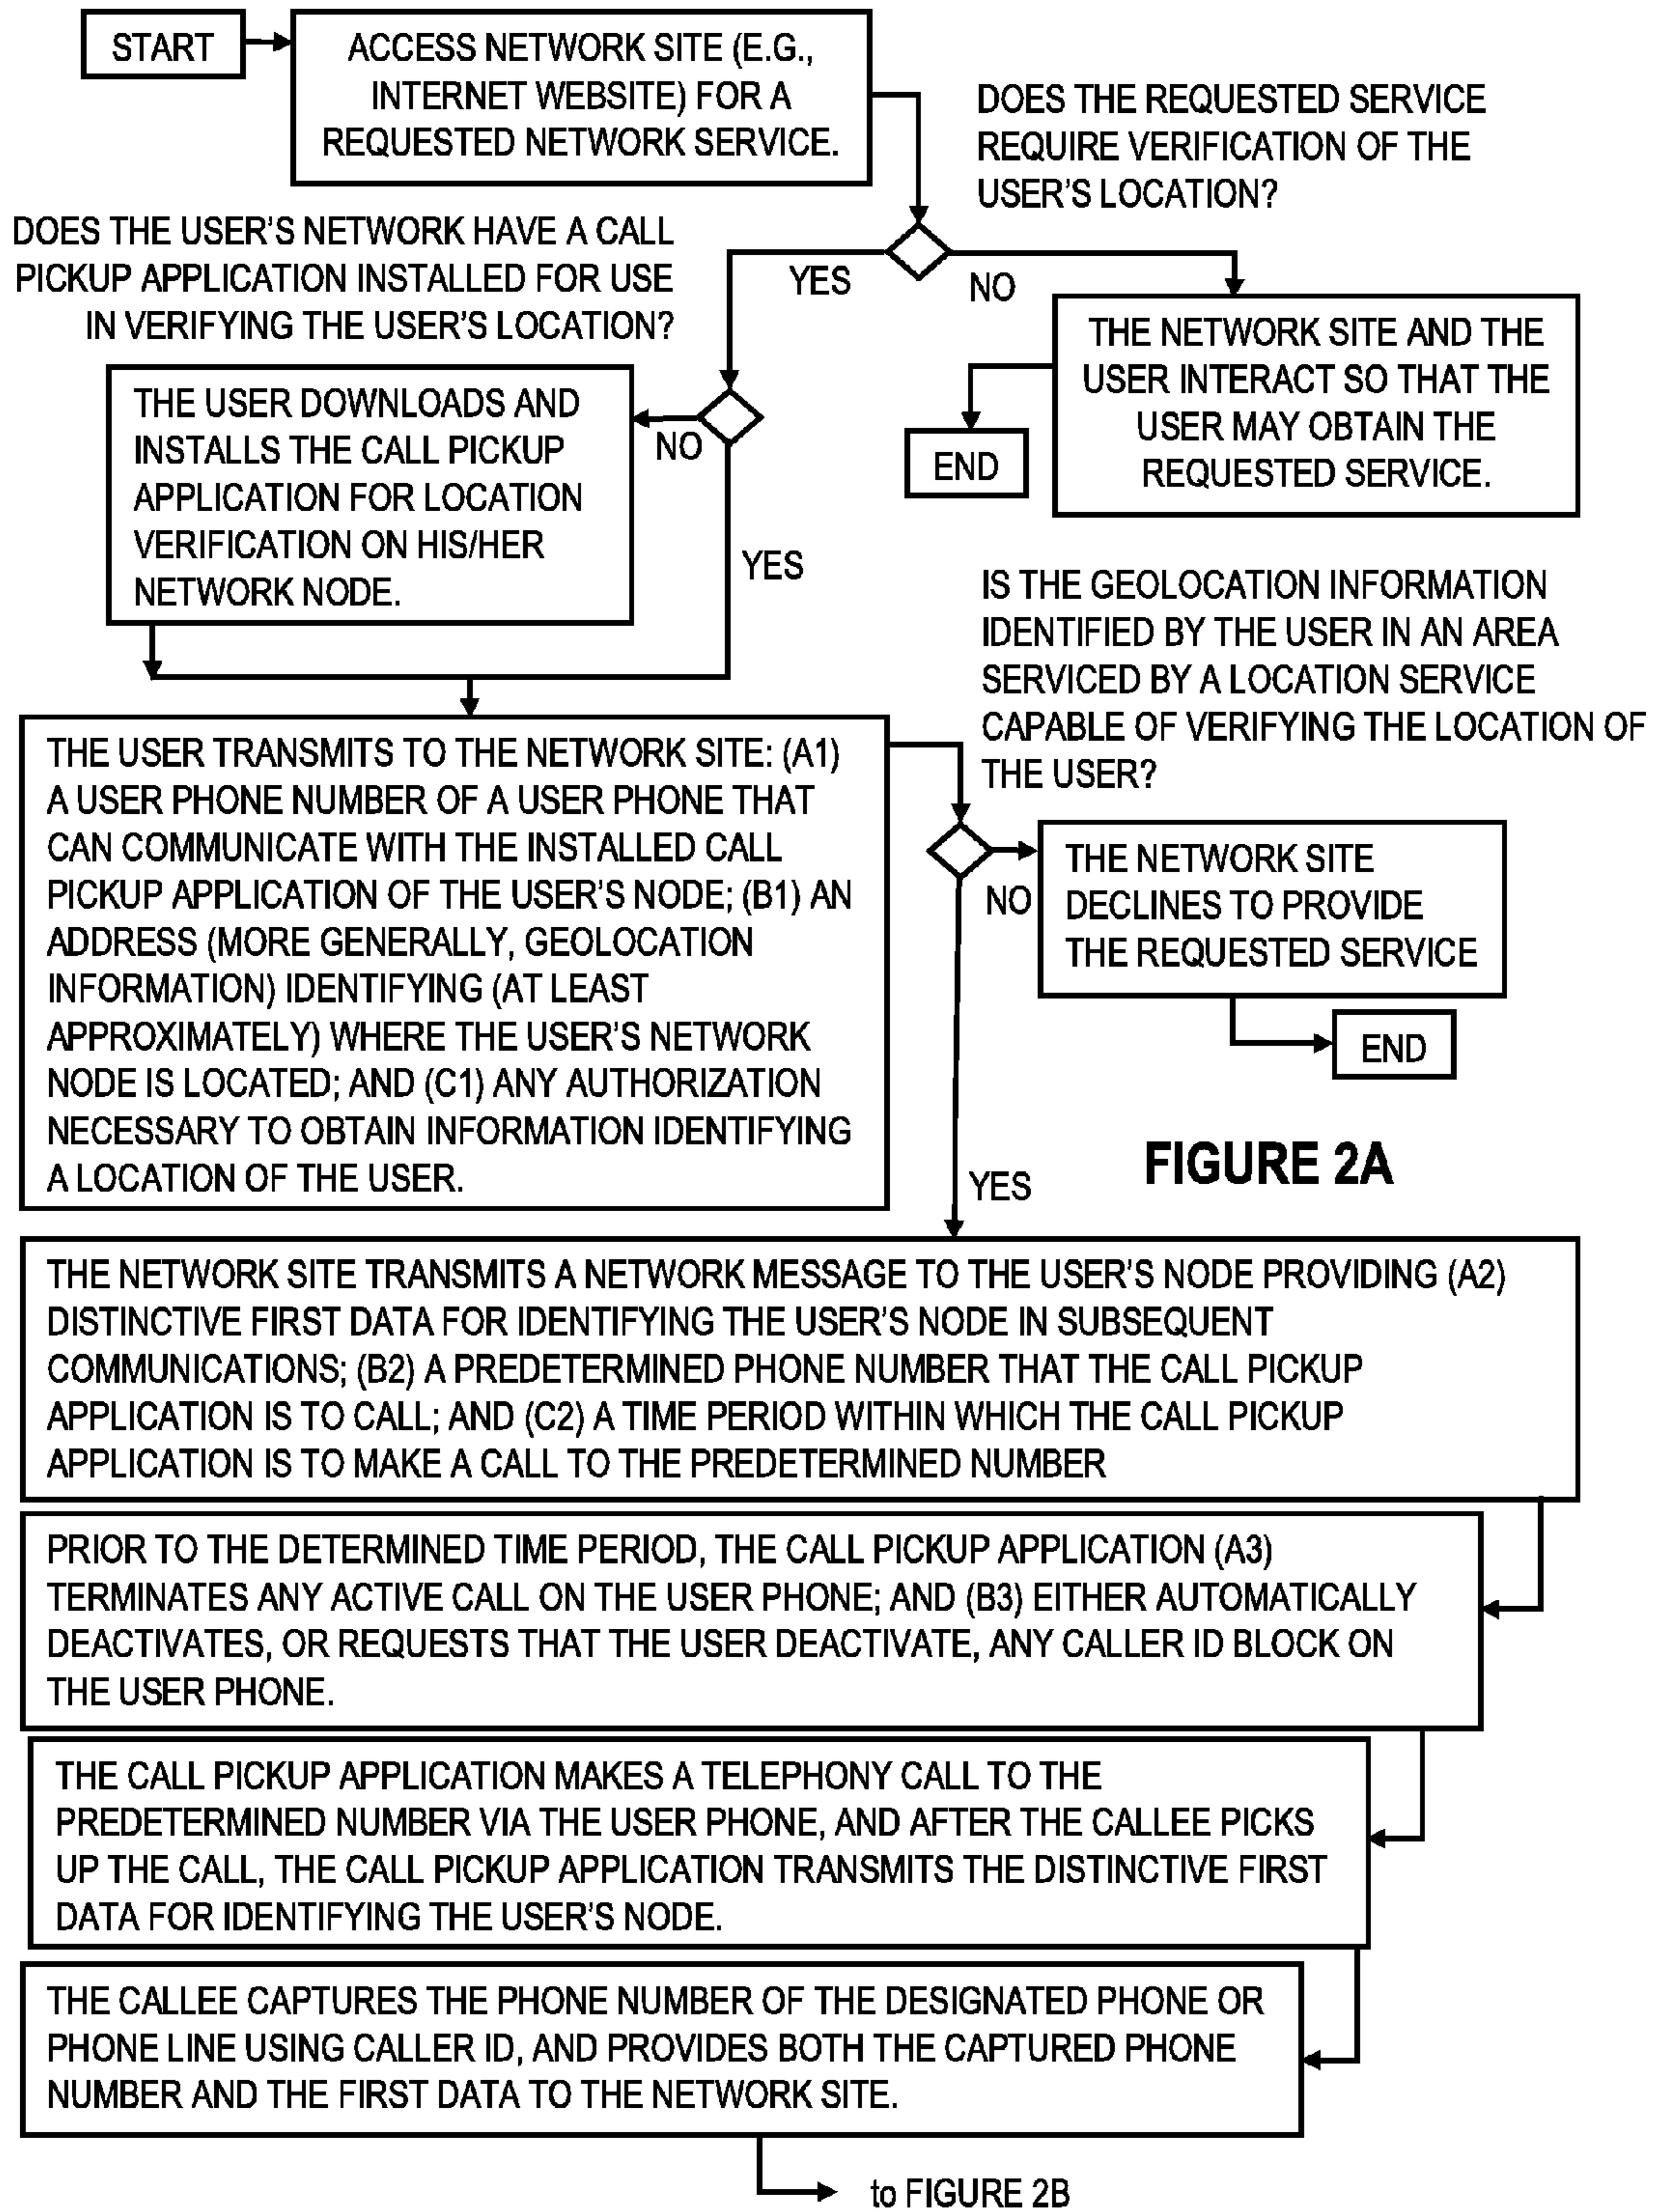 START
ACCESS NETWORK SITE (E.G.,
INTERNET WEBSITE) FOR A
REQUESTED NETWORK SERVICE.
DOES THE REQUESTED SERVICE
REQUIRE VERIFICATION OF THE
USER'S LOCATION?
DOES THE USER'S NETWORK HAVE A CALL
PICKUP APPLICATION INSTALLED FOR USE
IN VERIFYING THE USER'S LOCATION?
YES
NO
THE NETWORK SITE AND THE
USER INTERACT SO THAT THE
USER MAY OBTAIN THE
REQUESTED SERVICE.
END
THE USER DOWNLOADS AND
INSTALLS THE CALL PICKUP
APPLICATION FOR LOCATION
VERIFICATION ON HIS/HER
NETWORK NODE.
NO
YES
IS THE GEOLOCATION INFORMATION
IDENTIFIED BY THE USER IN AN AREA
SERVICED BY A LOCATION SERVICE
CAPABLE OF VERIFYING THE LOCATION OF
THE USER?
THE USER TRANSMITS TO THE NETWORK SITE: (A1)
A USER PHONE NUMBER OF A USER PHONE THAT
CAN COMMUNICATE WITH THE INSTALLED CALL
PICKUP APPLICATION OF THE USER'S NODE; (B1) AN
ADDRESS (MORE GENERALLY, GEOLOCATION
INFORMATION) IDENTIFYING (AT LEAST
APPROXIMATELY) WHERE THE USER'S NETWORK
NODE IS LOCATED; AND (C1) ANY AUTHORIZATION
NECESSARY TO OBTAIN INFORMATION IDENTIFYING
A LOCATION OF THE USER.
NO
THE NETWORK SITE
DECLINES TO PROVIDE
THE REQUESTED SERVICE
END
FIGURE 2A
YES
THE NETWORK SITE TRANSMITS A NETWORK MESSAGE TO THE USER'S NODE PROVIDING (A2)
DISTINCTIVE FIRST DATA FOR IDENTIFYING THE USER'S NODE IN SUBSEQUENT
COMMUNICATIONS; (B2) A PREDETERMINED PHONE NUMBER THAT THE CALL PICKUP
APPLICATION IS TO CALL; AND (C2) A TIME PERIOD WITHIN WHICH THE CALL PICKUP
APPLICATION IS TO MAKE A CALL TO THE PREDETERMINED NUMBER
PRIOR TO THE DETERMINED TIME PERIOD, THE CALL PICKUP APPLICATION (A3)
TERMINATES ANY ACTIVE CALL ON THE USER PHONE; AND (B3) EITHER AUTOMATICALLY
DEACTIVATES, OR REQUESTS THAT THE USER DEACTIVATE, ANY CALLER ID BLOCK ON
THE USER PHONE.
THE CALL PICKUP APPLICATION MAKES A TELEPHONY CALL TO THE
PREDETERMINED NUMBER VIA THE USER PHONE, AND AFTER THE CALLEE PICKS
UP THE CALL, THE CALL PICKUP APPLICATION TRANSMITS THE DISTINCTIVE FIRST
DATA FOR IDENTIFYING THE USER'S NODE.
THE CALLEE CAPTURES THE PHONE NUMBER OF THE DESIGNATED PHONE OR
PHONE LINE USING CALLER ID, AND PROVIDES BOTH THE CAPTURED PHONE
NUMBER AND THE FIRST DATA TO THE NETWORK SITE.
to FIGURE 2B